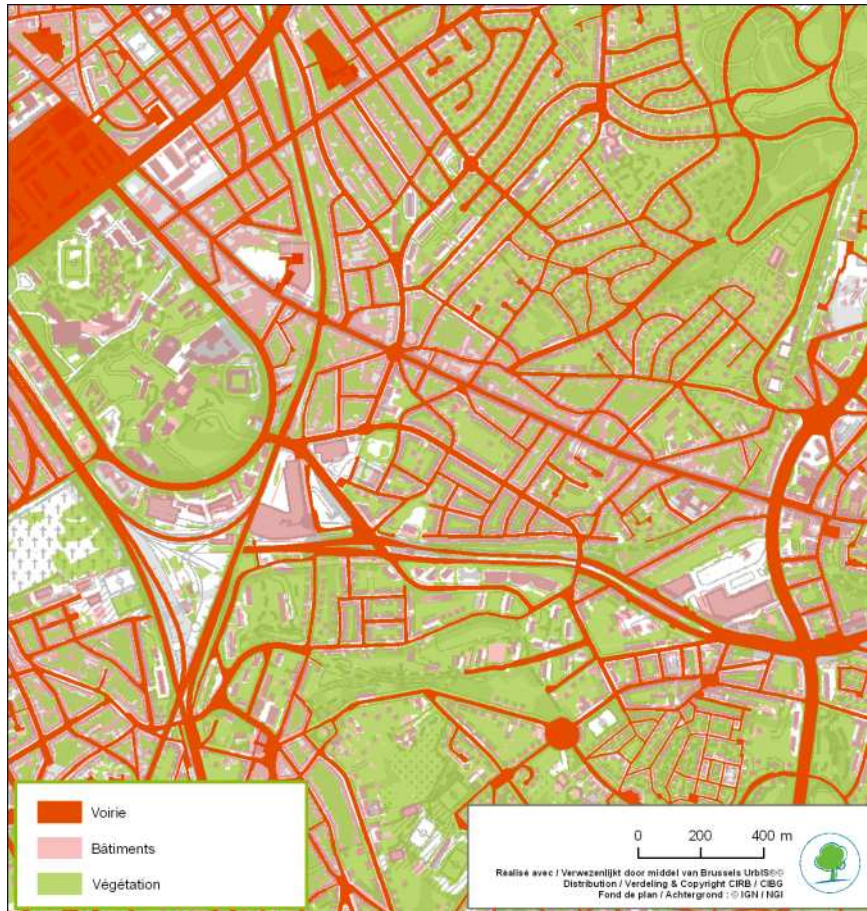 Voirie
Bâtiments
Végétation
0 200 400 m
Réalisé avec / Verwezenlijkt door middel van Brussels UrbIS®©
Distribution / Verdeling & Copyright CIRB / CIBG
Fond de plan / Achtergrond : © IGN / NGI